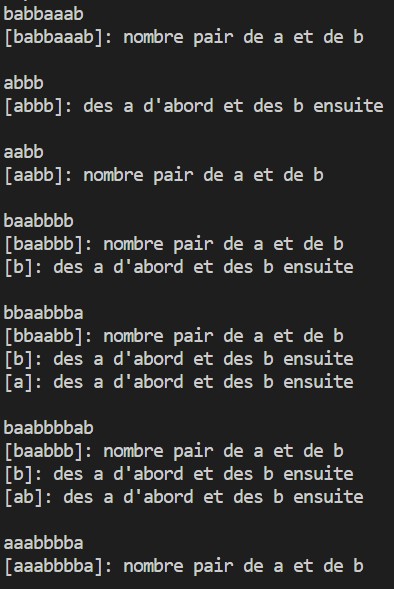 babbaaab
[babbaaab]: nombre pair de a et de b
abbb
[abbb]: des a d'abord et des b ensuite
aabb
[aabb]: nombre pair de a et de b
baabbbb
[baabbb]: nombre pair de a et de b
[b]: des a d'abord et des b ensuite
bbaabbba
[bbaabb]: nombre pair de a et de b
[b]: des a d'abord et des b ensuite
[a]: des a d'abord et des b ensuite
baabbbbab
[baabbb]: nombre pair de a et de b
[b]: des a d'abord et des b ensuite
[ab]: des a d'abord et des b ensuite
aaabbbba
[aaabbbba]: nombre pair de a et de b